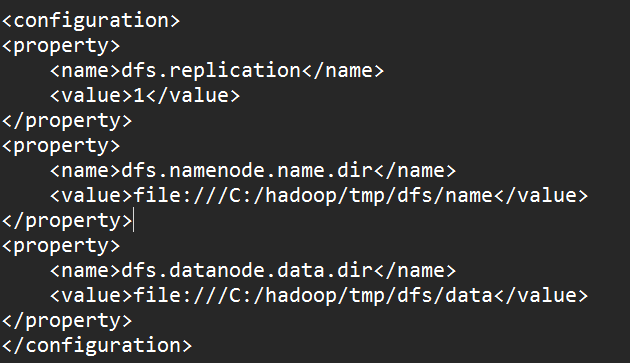 <configuration>
<property>
    <name>dfs.replication</name>
    <value>1</value>
</property>
<property>
    <name>dfs.namenode.name.dir</name>
    <value>file:///C:/hadoop/tmp/dfs/name</value>
</property>
<property>
    <name>dfs.datanode.data.dir</name>
    <value>file:///C:/hadoop/tmp/dfs/data</value>
</property>
</configuration>